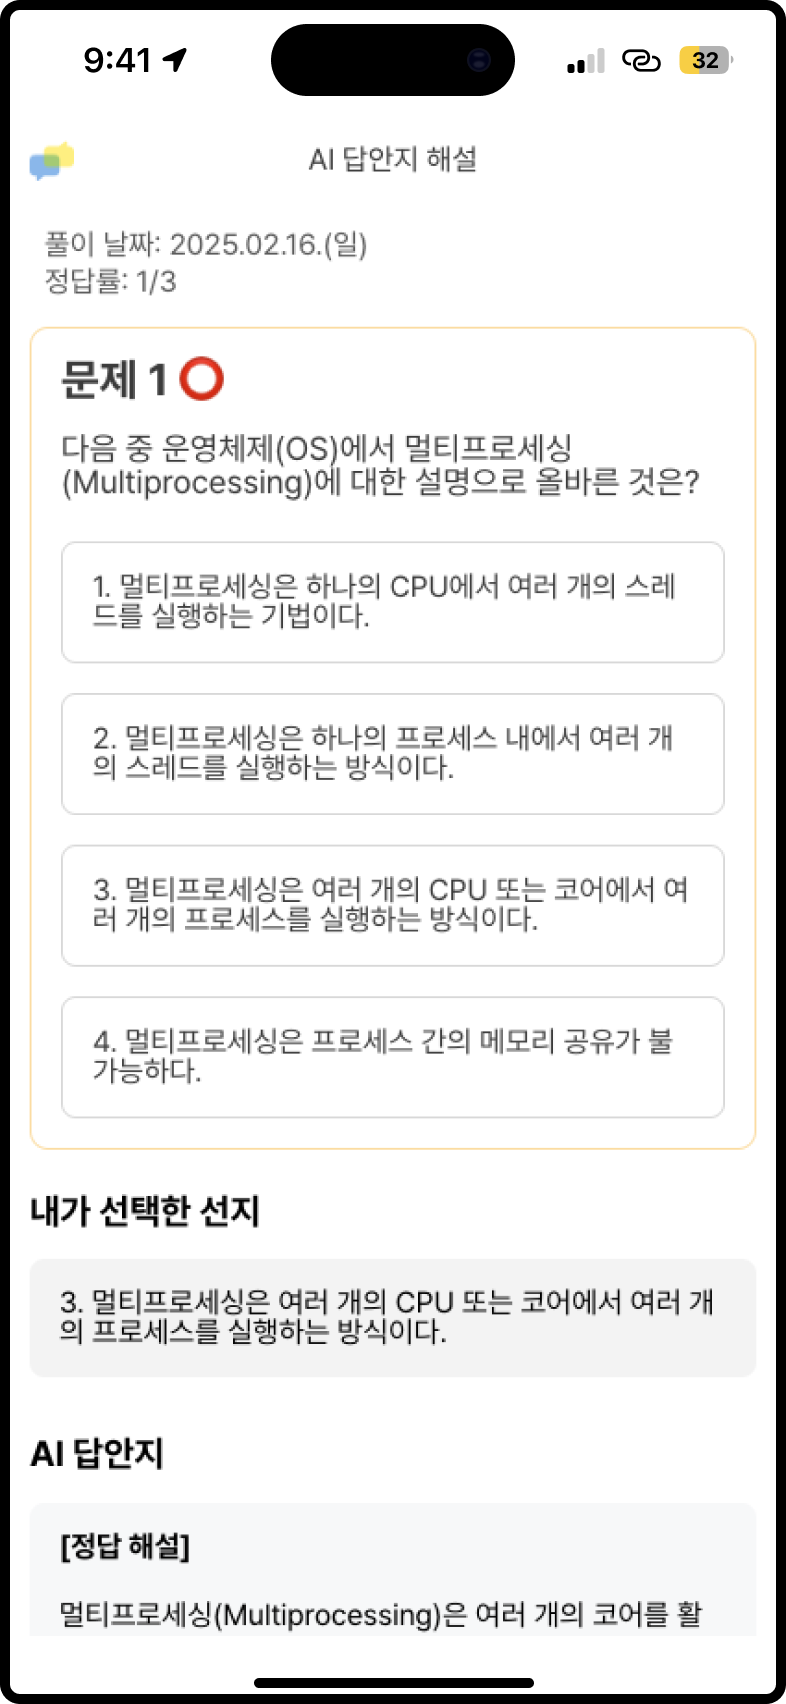 9:41
32
AI 답안지 해설
풀이 날짜: 2025.02.16.(일)
정답률: 1/3
문제 1
다음 중 운영체제(OS)에서 멀티프로세싱
(Multiprocessing)에 대한 설명으로 올바른 것은?
1. 멀티프로세싱은 하나의 CPU에서 여러 개의 스레
드를 실행하는 기법이다.
2. 멀티프로세싱은 하나의 프로세스 내에서 여러 개
의 스레드를 실행하는 방식이다.
3. 멀티프로세싱은 여러 개의 CPU 또는 코어에서 여
러 개의 프로세스를 실행하는 방식이다.
4. 멀티프로세싱은 프로세스 간의 메모리 공유가 불
가능하다.
내가 선택한 선지
3. 멀티프로세싱은 여러 개의 CPU 또는 코어에서 여러 개
의 프로세스를 실행하는 방식이다.
AI 답안지
[정답 해설]
멀티프로세싱(Multiprocessing)은 여러 개의 코어를 활